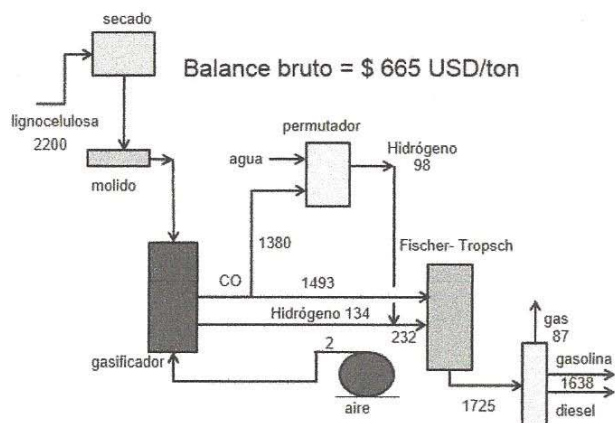 secado
Balance bruto = $ 665 USD/ton
lignocelulosa
2200
permutador
agua
Hidrógeno
98
molido
1380
Fischer- Tropsch
CO
1493
Hidrógeno 134
232
gas
87
gasificador
2
gasolina
1638
aire
1725
diesel